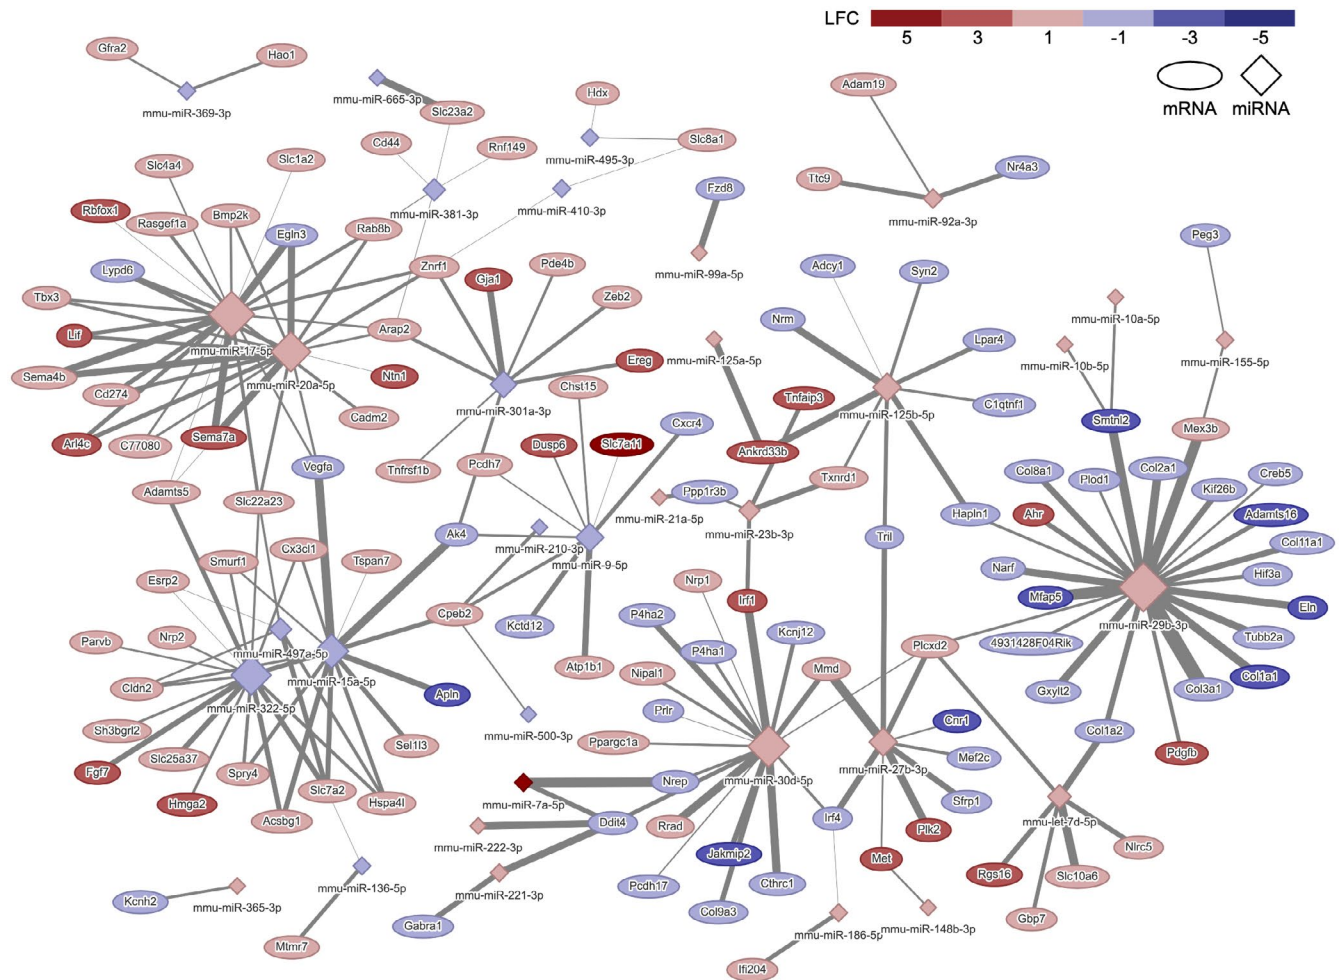 LFC
5 3 1 -1 -3 -5
mRNA miRNA
Gfra2
Hao1
mmu-miR-369-3p
mmu-miR-665-3p
Slc23a2
Hdx
Adam19
Cd44
Rnf149
mmu-miR-495-3p
Slc8a1
Slc4a4
Slc1a2
mmu-miR-381-3p
mmu-miR-410-3p
Fzd8
Ttc9
Nr4a3
mmu-miR-92a-3p
Rbfox1
Rasgef1a
Bmp2k
Egln3
Rab8b
Peg3
Lypd6
Znrf1
Gja1
Pde4b
mmu-miR-99a-5p
Adcy1
Syn2
Tbx3
Zeb2
Lif
Arap2
Nrm
mmu-miR-10a-5p
mmu-miR-17-5p
mmu-miR-125a-5p
Lpar4
mmu-miR-10b-5p
mmu-miR-155-5p
Sema4b
mmu-miR-20a-5p
Ntn1
Ereg
Cd274
Chst15
Tnfaip3
C1qtnf1
mmu-miR-301a-3p
mmu-miR-125b-5p
Cadm2
Smtnl2
Mex3b
Arl4c
C77080
Sema7a
Dusp6
Slc7a11
Cxcr4
Ankrd33b
Vegfa
Tnfrsf1b
Pcdh7
Col8a1
Plod1
Col2a1
Creb5
Txnrd1
Adamts5
Slc22a23
Ppp1r3b
Kif26b
mmu-miR-21a-5p
Hapln1
Ahr
Adamts16
Ak4
mmu-miR-23b-3p
Tril
Col11a1
mmu-miR-210-3p
Cx3cl1
Smurf1
Tspan7
mmu-miR-9-5p
Narf
Hif3a
Esrp2
Nrp1
Irf1
Mfap5
Eln
Cpeb2
P4ha2
Kctd12
Kcnj12
mmu-miR-29b-3p
Parvb
Nrp2
Tubb2a
mmu-miR-497a-5p
P4ha1
4931428F04Rik
Plcxd2
Atp1b1
Nipal1
Mmd
Cldn2
mmu-miR-15a-5p
Apln
Col1a1
Gxylt2
Col3a1
mmu-miR-322-5p
Prlr
Cnr1
Sh3bgrl2
mmu-miR-500-3p
Col1a2
Sel1l3
Ppargc1a
Pdgfb
Slc25a37
Mef2c
Fgf7
Spry4
mmu-miR-27b-3p
Nrep
mmu-miR-30d-5p
Slc7a2
Hmga2
Hspa4l
mmu-miR-7a-5p
Sfrp1
Acsbg1
Ddit4
Rrad
Irf4
mmu-let-7d-5p
Plk2
mmu-miR-222-3p
Nlrc5
Jakmip2
Met
Rgs16
Slc10a6
mmu-miR-136-5p
Pcdh17
Cthrc1
mmu-miR-221-3p
Kcnh2
mmu-miR-365-3p
Col9a3
Gabra1
mmu-miR-186-5p
mmu-miR-148b-3p
Gbp7
Mtmr7
Ifi204